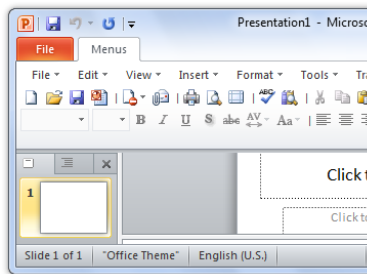 Presentation1 - Microso
File Menus
File Edit View Insert Format Tools Tra
ABC
B I U S abc AV Aa
1
Click t
Click to
Slide 1 of 1 "Office Theme" English (U.S.)